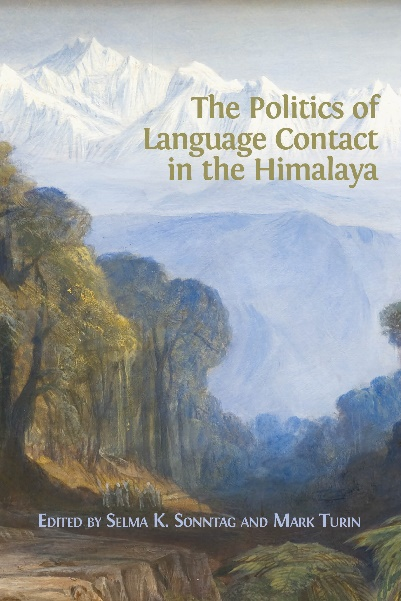 The Politics of
Language Contact
in the Himalaya
Edited by Selma K. Sonntag and Mark Turin